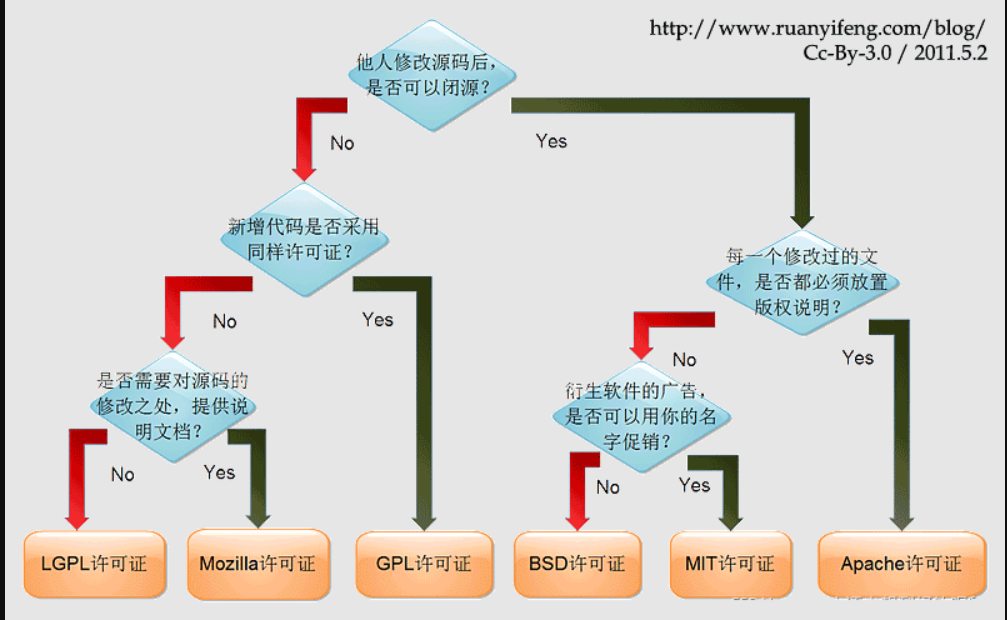 http://www.ruanyifeng.com/blog/
Cc-By-3.0 / 2011.5.2
他人修改源码后，
是否可以闭源？
No
Yes
新增代码是否采用
同样许可证？
每一个修改过的文
件，是否都必须放置
版权说明？
No
Yes
No
Yes
是否需要对源码的
修改之处，提供说
明文档？
衍生软件的广告，
是否可以用你的名
字促销？
No
Yes
No
Yes
LGPL许可证
Mozilla许可证
GPL许可证
BSD许可证
MIT许可证
Apache许可证